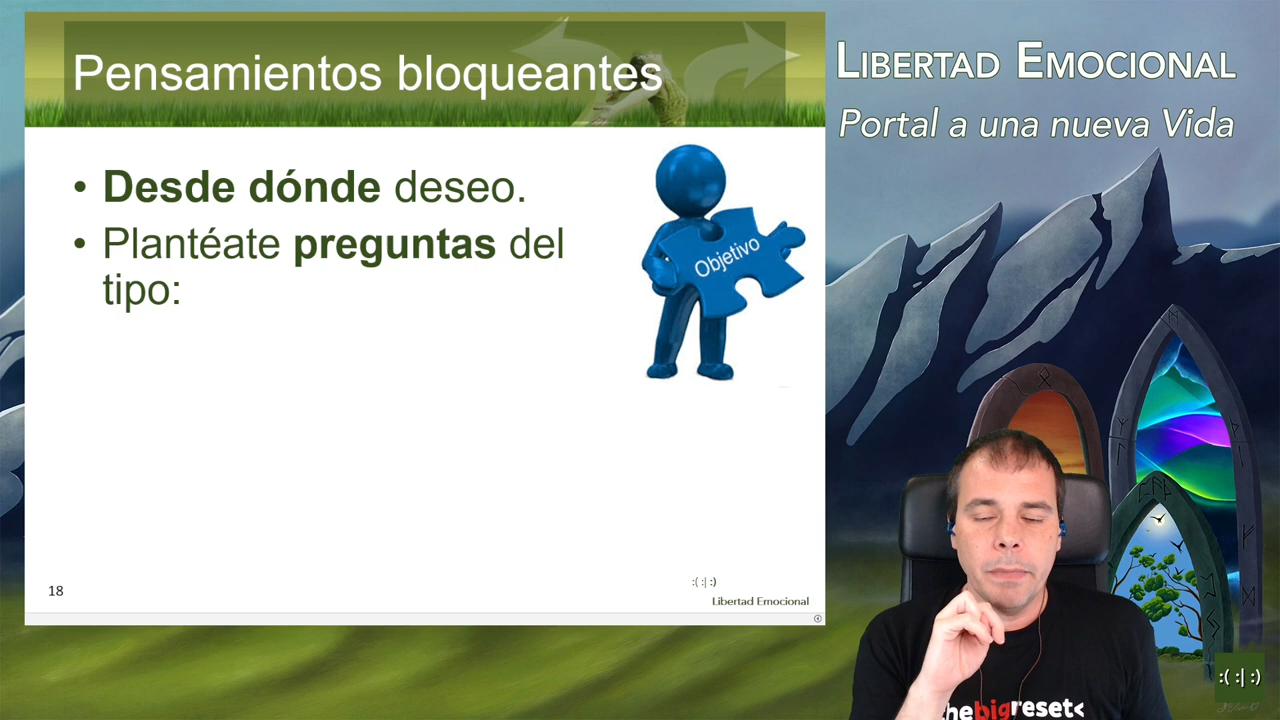 Pensamientos bloqueantes
• Desde dónde deseo.
• Plantéate preguntas del
tipo:
Objetivo
18
:( :| :)
Libertad Emocional
LIBERTAD EMOCIONAL
Portal a una nueva Vida
thebigreset<
:( :| :)